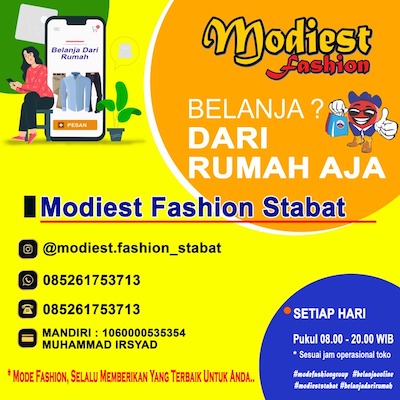 Modiest
Fashion
Belanja Dari
Rumah
PESAN
BELANJA ?
DARI
RUMAH AJA
Modiest Fashion Stabat
@modiest.fashion_stabat
085261753713
085261753713
MANDIRI : 1060000535354
MUHAMMAD IRSYAD
SETIAP HARI
Pukul 08.00 - 20.00 WIB
* Sesuai jam operasional toko
#modefashiongroup #belanjaonline
#modieststabat #belanjadarirumah
* MODE FASHION, SELALU MEMBERIKAN YANG TERBAIK UNTUK ANDA..